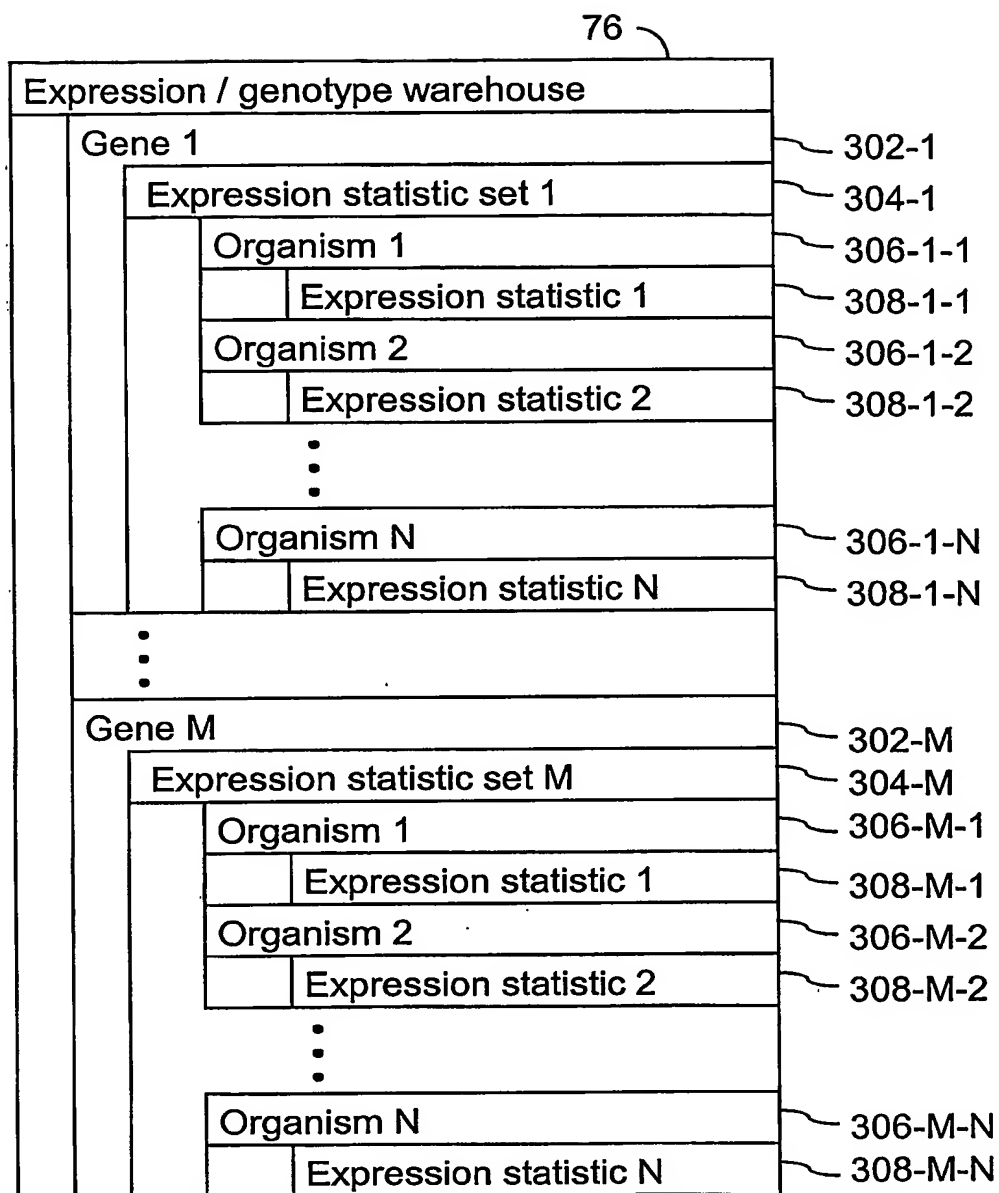 76
Expression / genotype warehouse
Gene 1 302-1
Expression statistic set 1 304-1
Organism 1 306-1-1
Expression statistic 1 308-1-1
Organism 2 306-1-2
Expression statistic 2 308-1-2
Organism N 306-1-N
Expression statistic N 308-1-N
Gene M 302-M
Expression statistic set M 304-M
Organism 1 306-M-1
Expression statistic 1 308-M-1
Organism 2 306-M-2
Expression statistic 2 308-M-2
Organism N 306-M-N
Expression statistic N 308-M-N